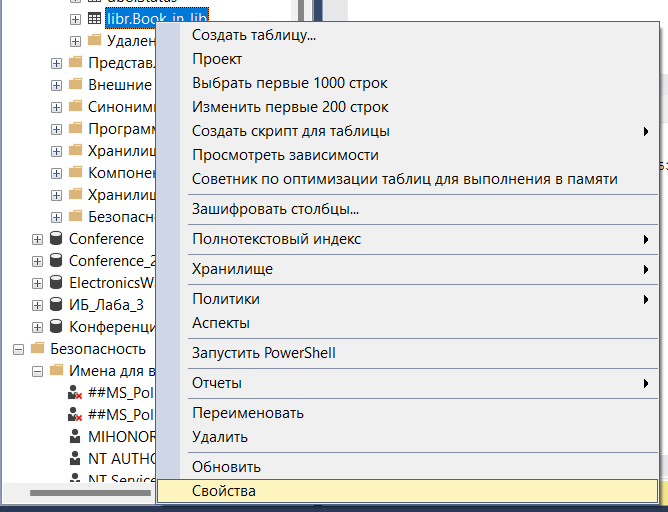 libr.Book_in_lib
Создать таблицу...
Проект
Выбрать первые 1000 строк
Изменить первые 200 строк
Создать скрипт для таблицы
Просмотреть зависимости
Советник по оптимизации таблиц для выполнения в памяти
Зашифровать столбцы...
Полнотекстовый индекс
Хранилище
Политики
Аспекты
Запустить PowerShell
Отчеты
Переименовать
Удалить
Обновить
Свойства
Удален
Представл
Внешние
Синоними
Программ
Хранилищ
Компонен
Хранилищ
Безопасн
Conference
Conference_2
ElectronicsWa
ИБ_Лаба_3
Конференци
Безопасность
Имена для в
##MS_Pol
##MS_Pol
MIHONOR
NT AUTHO
NT Service